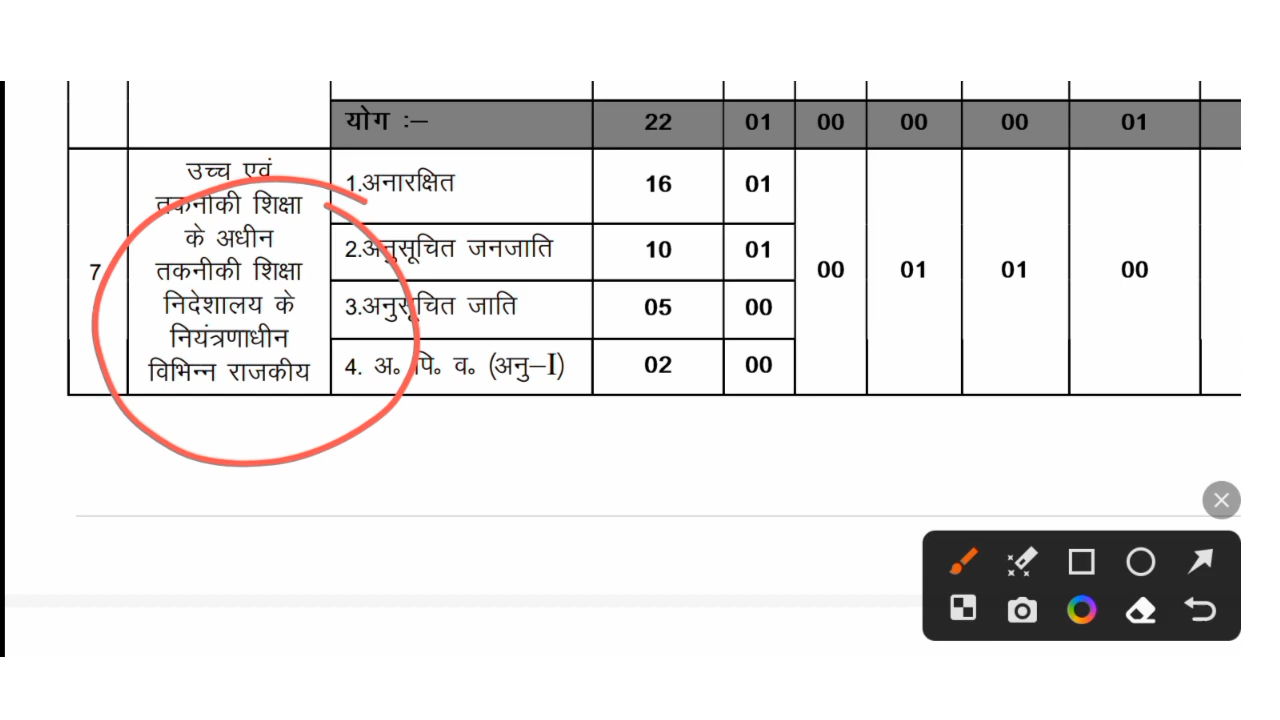 योग :– 22 01 00 00 00 01
7 उच्च एवं
तकनीकी शिक्षा
के अधीन
तकनीकी शिक्षा
निदेशालय के
नियंत्रणाधीन
विभिन्न राजकीय
1.अनारक्षित 16 01
2.अनुसूचित जनजाति 10 01
3.अनुसूचित जाति 05 00
4. अ॰ पि॰ व॰ (अनु–I) 02 00
00 01 01 00